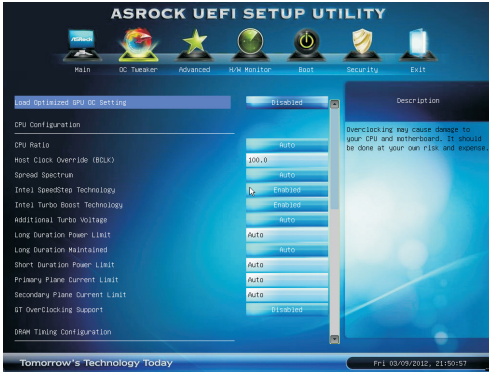 ASROCK UEFI SETUP UTILITY
ASRock
Main OC Tweaker Advanced H/W Monitor Boot Security Exit
Load Optimized GPU OC Setting Disabled
CPU Configuration
CPU Ratio Auto
Host Clock Override (BCLK) 100.0
Spread Spectrum Auto
Intel SpeedStep Technology Enabled
Intel Turbo Boost Technology Enabled
Additional Turbo Voltage Auto
Long Duration Power Limit Auto
Long Duration Maintained Auto
Short Duration Power Limit Auto
Primary Plane Current Limit Auto
Secondary Plane Current Limit Auto
GT OverClocking Support Disabled
DRAM Timing Configuration
Description
Overclocking may cause damage to
your CPU and motherboard. It should
be done at your own risk and expense.
Tomorrow's Technology Today
Fri 03/09/2012, 21:50:57